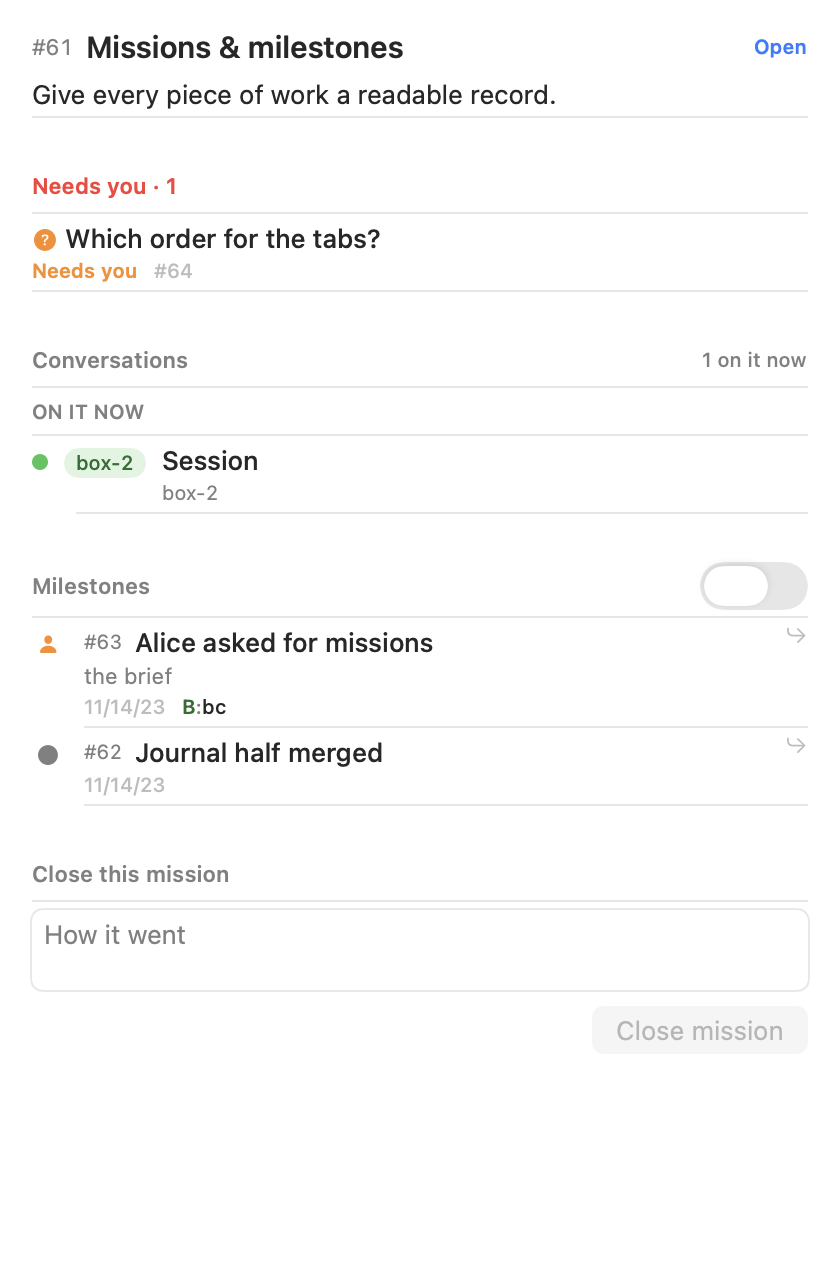 #61 Missions & milestones Open
Give every piece of work a readable record.
Needs you · 1
? Which order for the tabs?
Needs you #64
Conversations 1 on it now
ON IT NOW
box-2 Session
box-2
Milestones
#63 Alice asked for missions
the brief
11/14/23 B:bc
#62 Journal half merged
11/14/23
Close this mission
How it went
Close mission